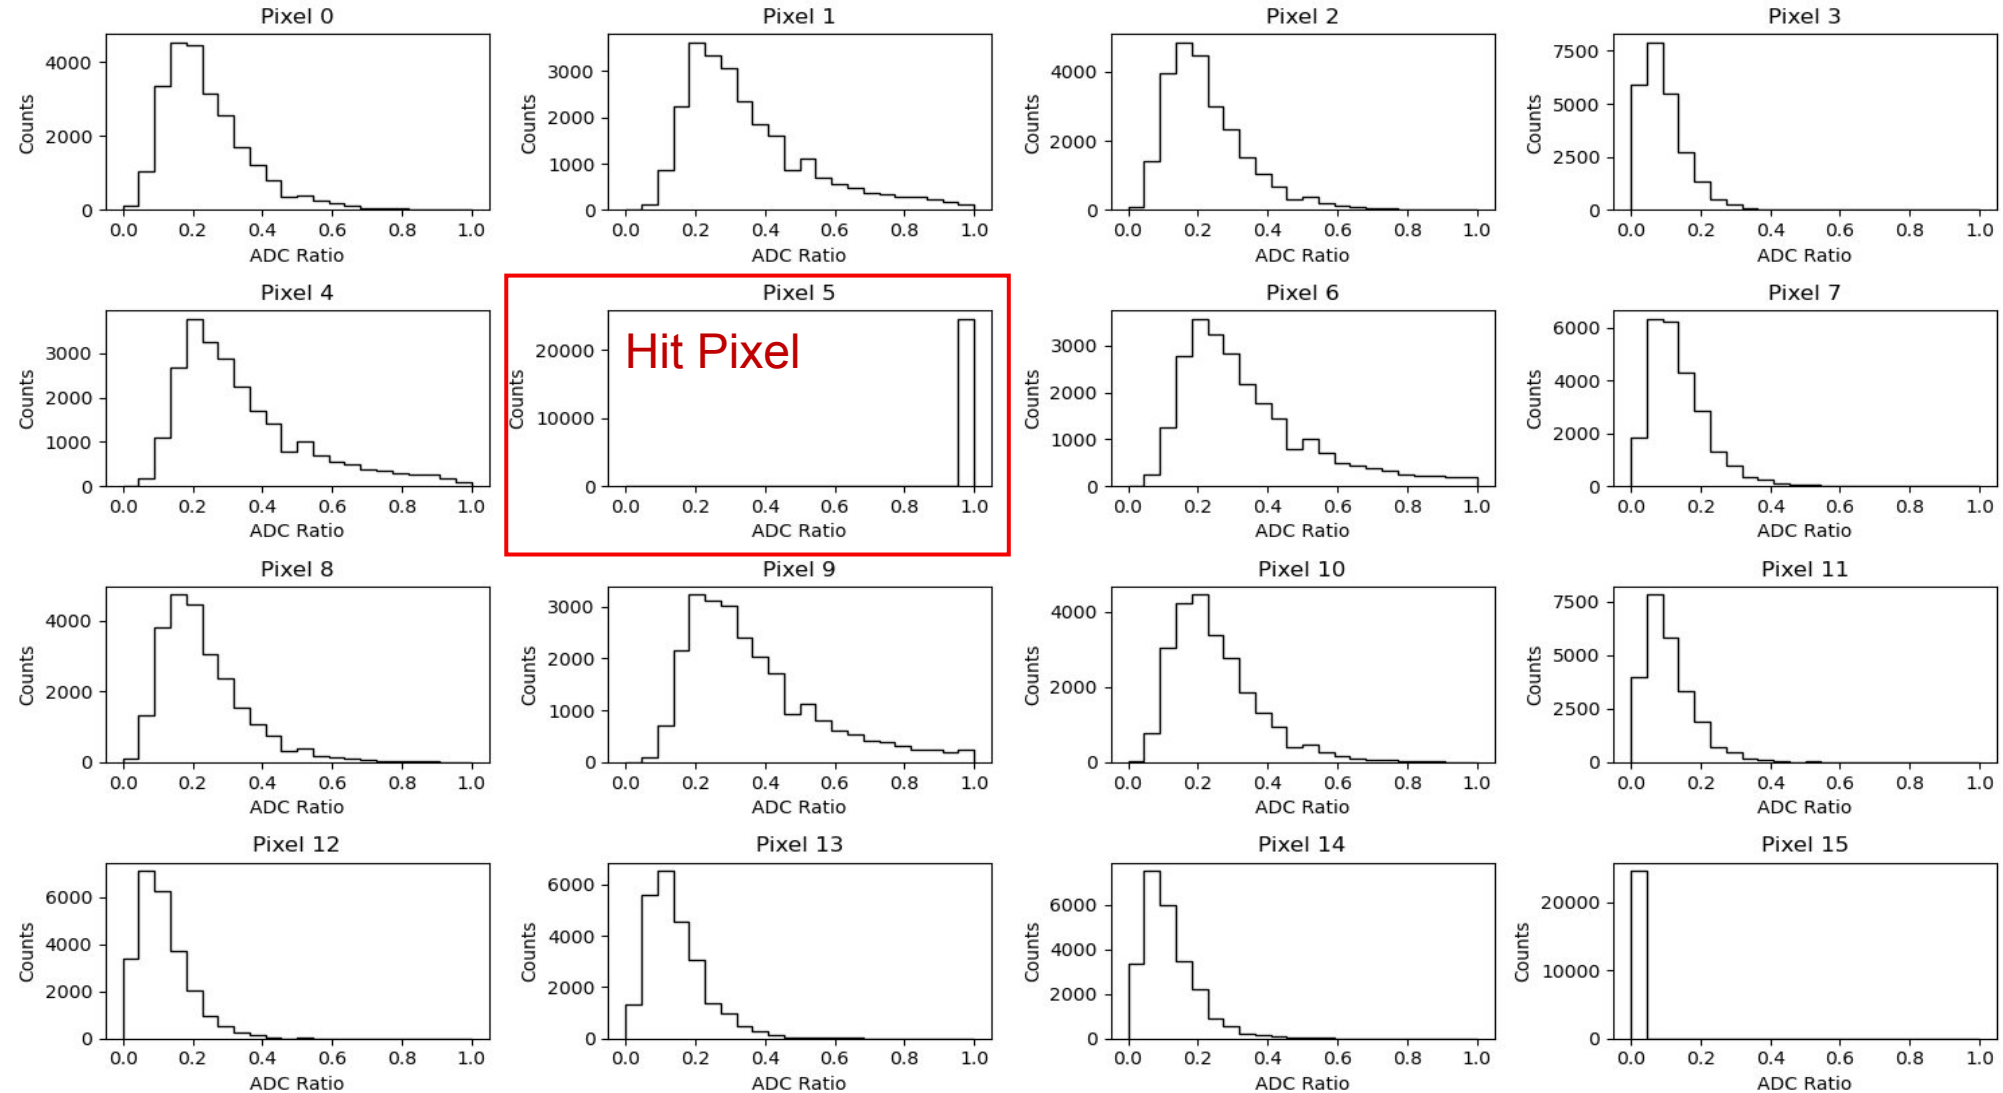 Pixel 0
4000
2000
0
Counts
0.0 0.2 0.4 0.6 0.8 1.0
ADC Ratio
Pixel 1
3000
2000
1000
0
Counts
0.0 0.2 0.4 0.6 0.8 1.0
ADC Ratio
Pixel 2
4000
2000
0
Counts
0.0 0.2 0.4 0.6 0.8 1.0
ADC Ratio
Pixel 3
7500
5000
2500
0
Counts
0.0 0.2 0.4 0.6 0.8 1.0
ADC Ratio
Pixel 4
3000
2000
1000
0
Counts
0.0 0.2 0.4 0.6 0.8 1.0
ADC Ratio
Pixel 5
Hit Pixel
20000
10000
0
Counts
0.0 0.2 0.4 0.6 0.8 1.0
ADC Ratio
Pixel 6
3000
2000
1000
0
Counts
0.0 0.2 0.4 0.6 0.8 1.0
ADC Ratio
Pixel 7
6000
4000
2000
0
Counts
0.0 0.2 0.4 0.6 0.8 1.0
ADC Ratio
Pixel 8
4000
2000
0
Counts
0.0 0.2 0.4 0.6 0.8 1.0
ADC Ratio
Pixel 9
3000
2000
1000
0
Counts
0.0 0.2 0.4 0.6 0.8 1.0
ADC Ratio
Pixel 10
4000
2000
0
Counts
0.0 0.2 0.4 0.6 0.8 1.0
ADC Ratio
Pixel 11
7500
5000
2500
0
Counts
0.0 0.2 0.4 0.6 0.8 1.0
ADC Ratio
Pixel 12
6000
4000
2000
0
Counts
0.0 0.2 0.4 0.6 0.8 1.0
ADC Ratio
Pixel 13
6000
4000
2000
0
Counts
0.0 0.2 0.4 0.6 0.8 1.0
ADC Ratio
Pixel 14
6000
4000
2000
0
Counts
0.0 0.2 0.4 0.6 0.8 1.0
ADC Ratio
Pixel 15
20000
10000
0
Counts
0.0 0.2 0.4 0.6 0.8 1.0
ADC Ratio